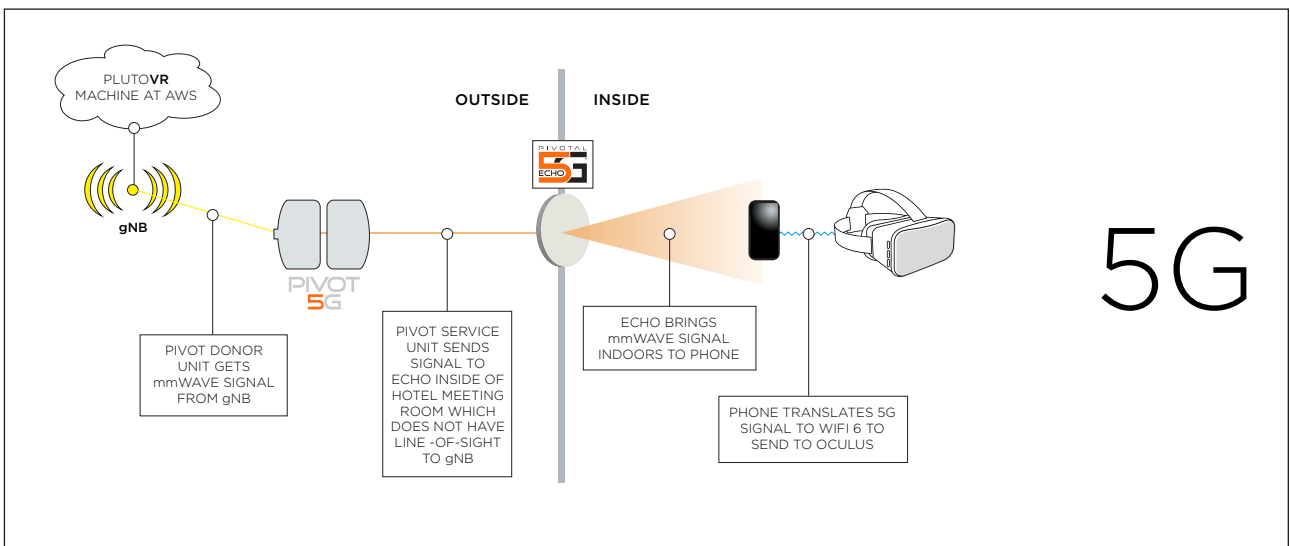 PLUTOVR
MACHINE AT AWS
OUTSIDE
INSIDE
PIVOTAL
5G
ECHO
gNB
PIVOT
5G
5G
PIVOT DONOR
UNIT GETS
mmWAVE SIGNAL
FROM gNB
PIVOT SERVICE
UNIT SENDS
SIGNAL TO
ECHO INSIDE OF
HOTEL MEETING
ROOM WHICH
DOES NOT HAVE
LINE -OF-SIGHT
TO gNB
ECHO BRINGS
mmWAVE SIGNAL
INDOORS TO PHONE
PHONE TRANSLATES 5G
SIGNAL TO WIFI 6 TO
SEND TO OCULUS